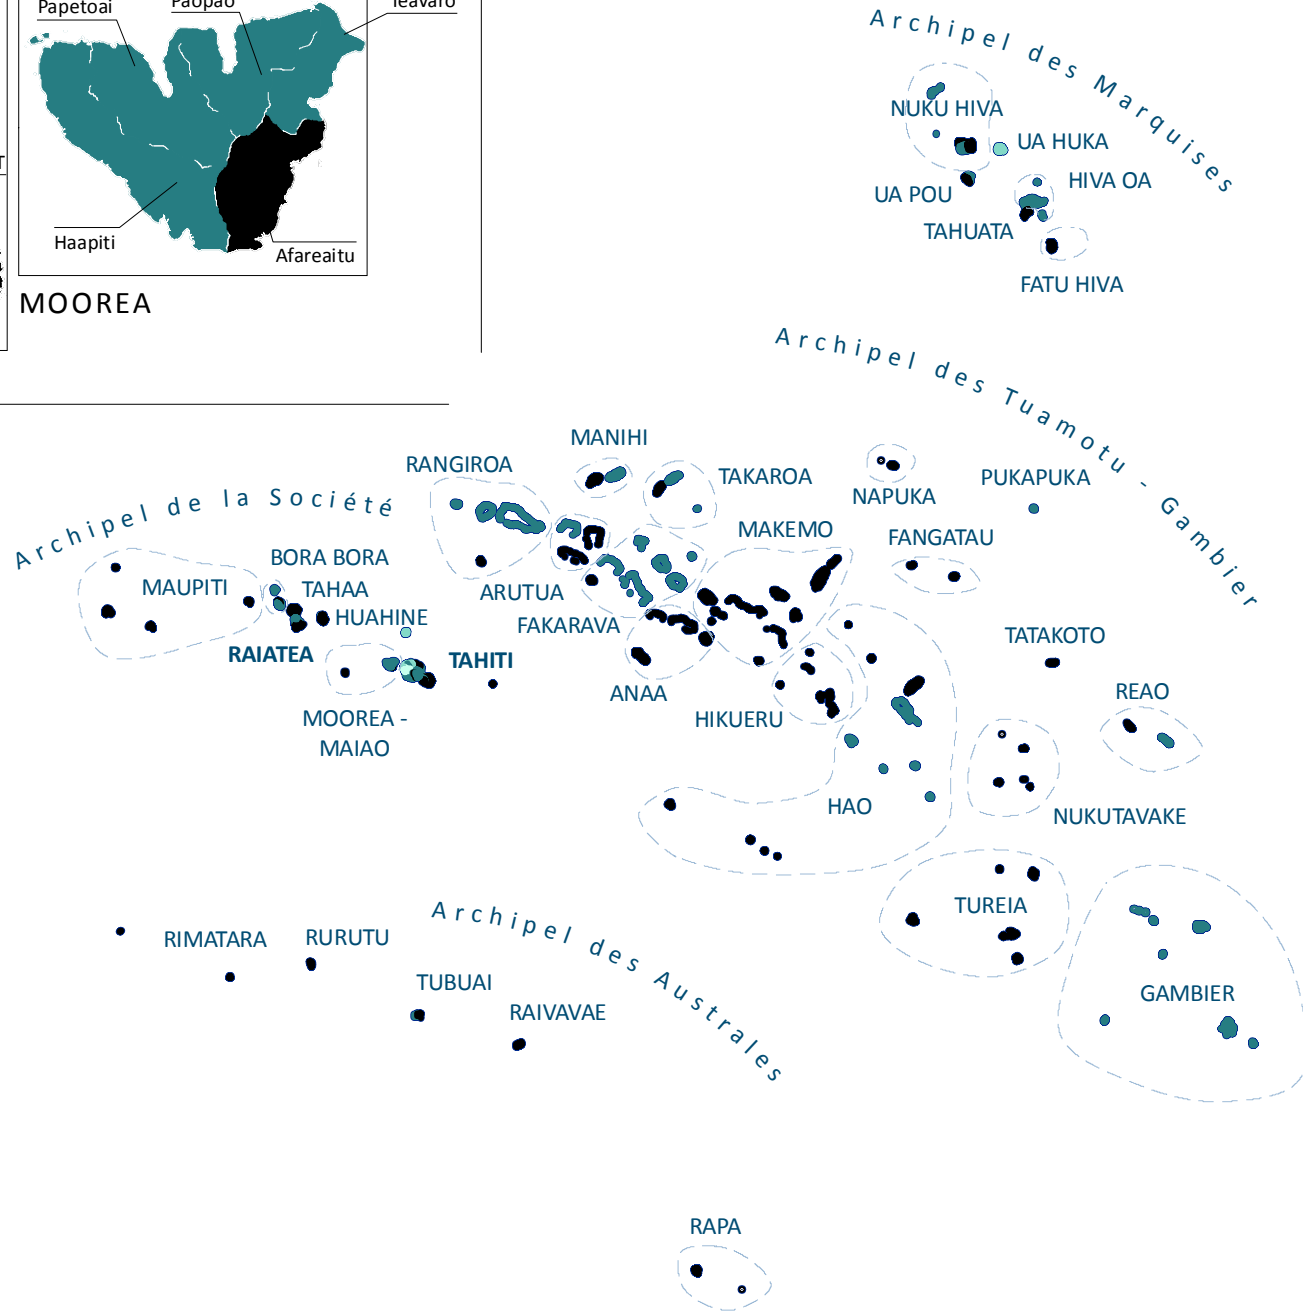 Papetoai
Paopao
Teavaro
Haapiti
Afareaitu
MOOREA
Archipel des Marquises
NUKU HIVA
UA HUKA
HIVA OA
UA POU
TAHUATA
FATU HIVA
Archipel des Tuamotu - Gambier
MANIHI
RANGIROA
TAKAROA
NAPUKA
PUKAPUKA
MAKEMO
FANGATAU
Archipel de la Société
BORA BORA
MAUPITI
TAHAA
HUAHINE
ARUTUA
FAKARAVA
RAIATEA
TAHITI
TATAKOTO
ANAA
REAO
HIKUERU
MOOREA -
MAIAO
HAO
NUKUTAVAKE
TUREIA
Archipel des Australes
RIMATARA
RURUTU
TUBUAI
RAIVAVAE
GAMBIER
RAPA